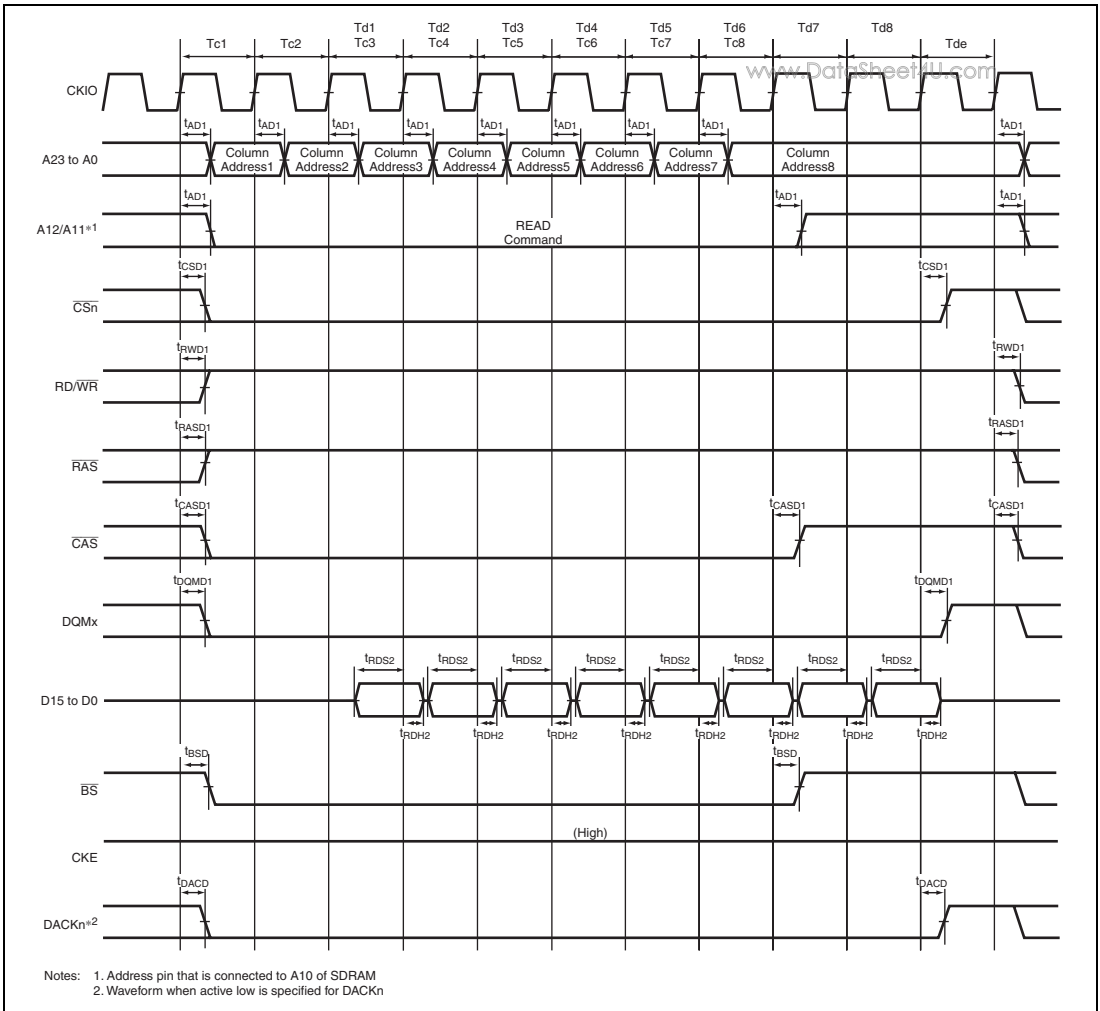 Td1 Td2 Td3 Td4 Td5 Td6 Td7 Td8 Tde
Tc1 Tc2 Tc3 Tc4 Tc5 Tc6 Tc7 Tc8
www.DataSheet4U.com
CKIO
tAD1 tAD1 tAD1 tAD1 tAD1 tAD1 tAD1 tAD1 tAD1
A23 to A0
Column Address1
Column Address2
Column Address3
Column Address4
Column Address5
Column Address6
Column Address7
Column Address8
tAD1 tAD1 tAD1
A12/A11*1
READ
Command
tCSD1 tCSD1
CSn
tRWD1 tRWD1
RD/WR
tRASD1 tRASD1
RAS
tCASD1 tCASD1 tCASD1
CAS
tDQMD1 tDQMD1
DQMx
tRDS2 tRDS2 tRDS2 tRDS2 tRDS2 tRDS2 tRDS2 tRDS2
D15 to D0
tRDH2 tRDH2 tRDH2 tRDH2 tRDH2 tRDH2 tRDH2 tRDH2
tBSD tBSD
BS
(High)
CKE
tDACD tDACD
DACKn*2
Notes: 1. Address pin that is connected to A10 of SDRAM
2. Waveform when active low is specified for DACKn